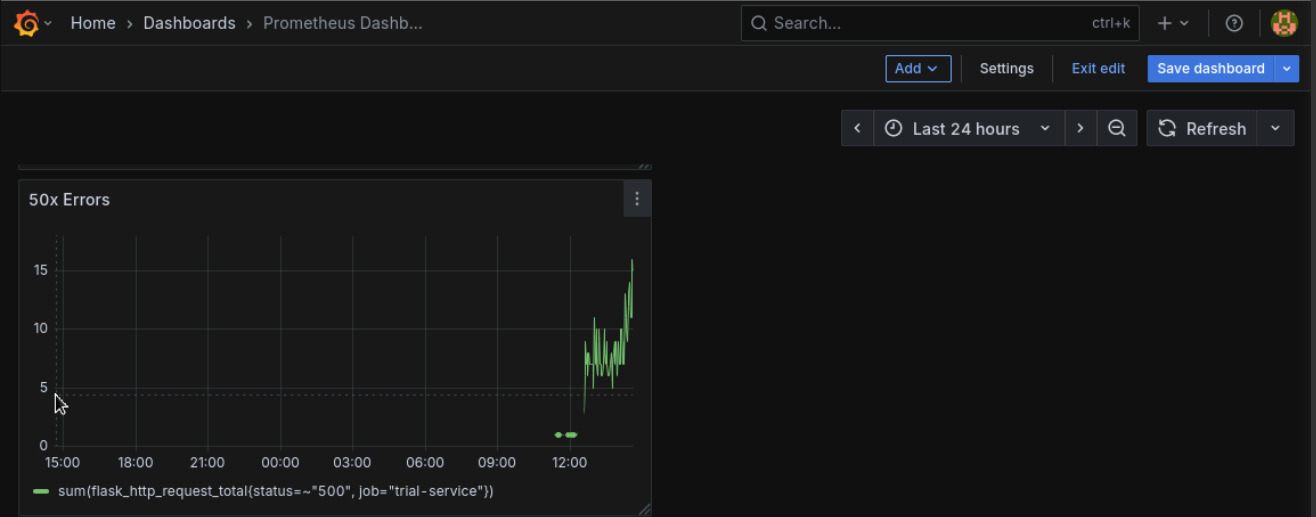 Home › Dashboards › Prometheus Dashb...
Search... ctrl+k
Add Settings Exit edit Save dashboard
Last 24 hours Refresh
50x Errors
15
10
5
0
15:00 18:00 21:00 00:00 03:00 06:00 09:00 12:00
sum(flask_http_request_total{status=~"500", job="trial-service"})